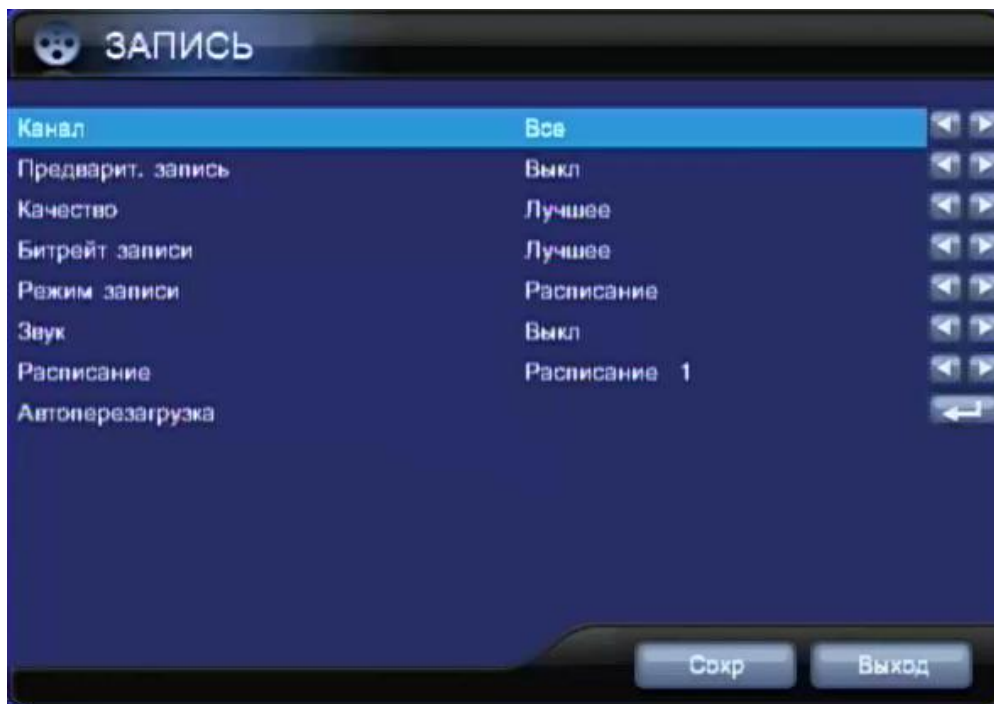 ЗАПИСЬ
Канал Все
Предварит. запись Выкл
Качество Лучшее
Битрейт записи Лучшее
Режим записи Расписание
Звук Выкл
Расписание Расписание 1
Автоперезагрузка
Сохр Выход